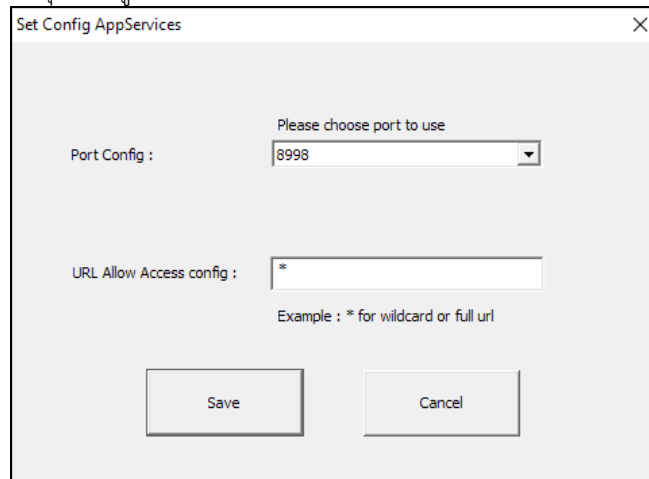 Set Config AppServices
Please choose port to use
Port Config :
8998
URL Allow Access config :
*
Example : * for wildcard or full url
Save
Cancel